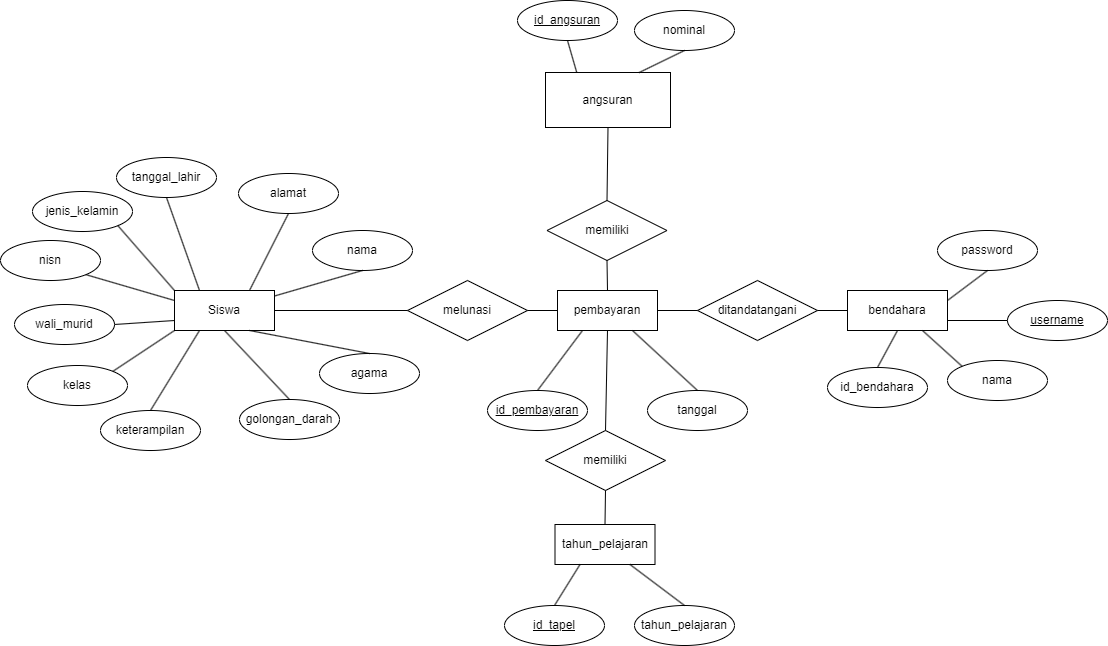 id_angsuran
nominal
angsuran
tanggal_lahir
alamat
jenis_kelamin
memiliki
nama
password
nisn
Siswa
melunasi
pembayaran
ditandatangani
bendahara
wali_murid
username
agama
kelas
id_bendahara
nama
id_pembayaran
tanggal
golongan_darah
keterampilan
memiliki
tahun_pelajaran
id_tapel
tahun_pelajaran